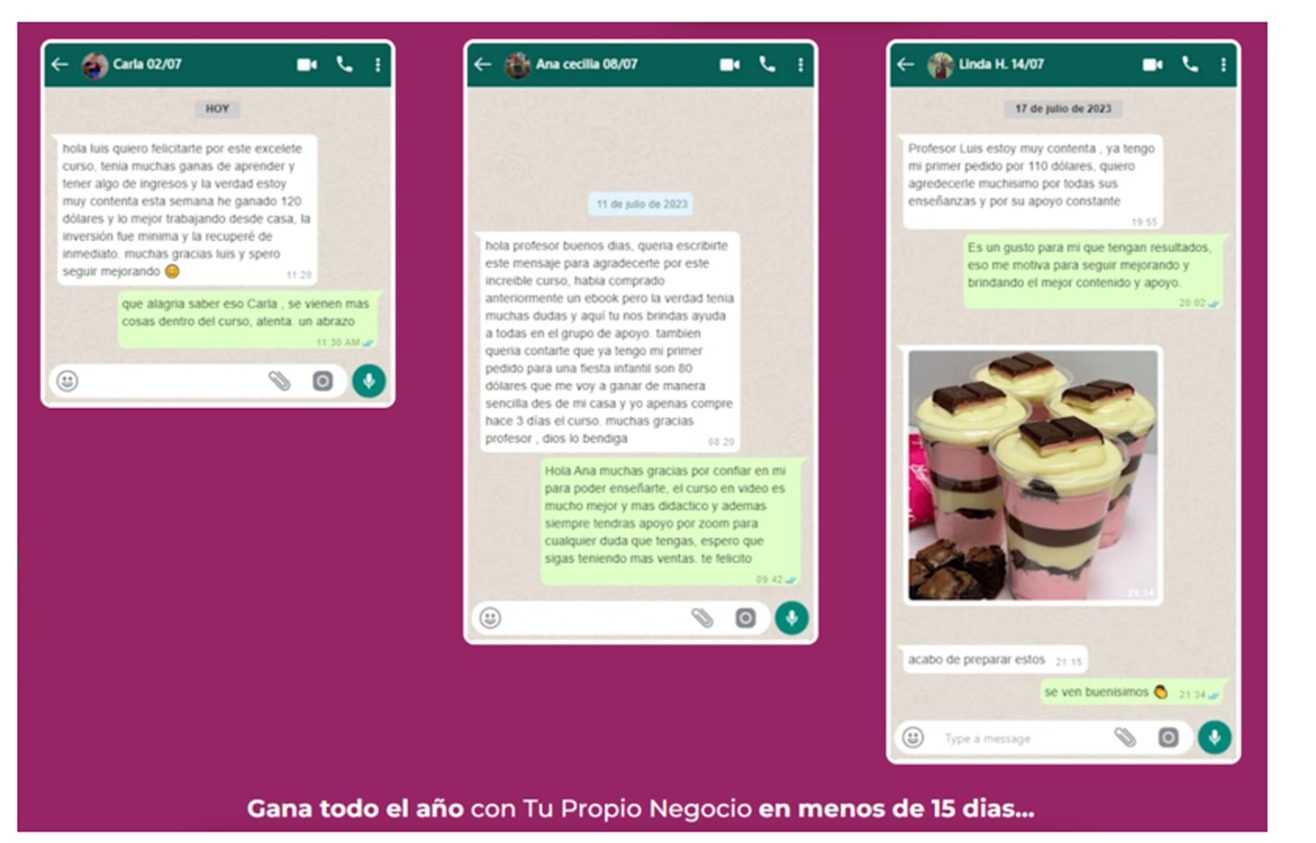 Carla 02/07
HOY
hola luis quiero felicitarte por este excelete
curso, tenia muchas ganas de aprender y
tener algo de ingresos y la verdad estoy
muy contenta esta semana he ganado 120
dólares y lo mejor trabajando desde casa, la
inversión fue minima y la recuperé de
inmediato. muchas gracias luis y spero
seguir mejorando
11:20
que alagria saber eso Carla , se vienen mas
cosas dentro del curso, atenta. un abrazo
11:30 AM
Ana cecilia 08/07
11 de julio de 2023
hola profesor buenos dias, queria escribirte
este mensaje para agradecerte por este
increible curso, habia comprado
anteriormente un ebook pero la verdad tenia
muchas dudas y aquí tu nos brindas ayuda
a todas en el grupo de apoyo. tambien
queria contarte que ya tengo mi primer
pedido para una fiesta infantil son 80
dólares que me voy a ganar de manera
sencilla des de mi casa y yo apenas compre
hace 3 días el curso. muchas gracias
profesor , dios lo bendiga
08:20
Hola Ana muchas gracias por confiar en mi
para poder enseñarte, el curso en video es
mucho mejor y mas didactico y ademas
siempre tendras apoyo por zoom para
cualquier duda que tengas, espero que
sigas teniendo mas ventas. te felicito
09:42
Linda H. 14/07
17 de julio de 2023
Profesor Luis estoy muy contenta , ya tengo
mi primer pedido por 110 dólares, quiero
agredecerle muchisimo por todas sus
enseñanzas y por su apoyo constante
19:55
Es un gusto para mi que tengan resultados,
eso me motiva para seguir mejorando y
brindando el mejor contenido y apoyo.
20:02
21:14
acabo de preparar estos 21:15
se ven buenisimos 21:34
Type a message
Gana todo el año con Tu Propio Negocio en menos de 15 dias...